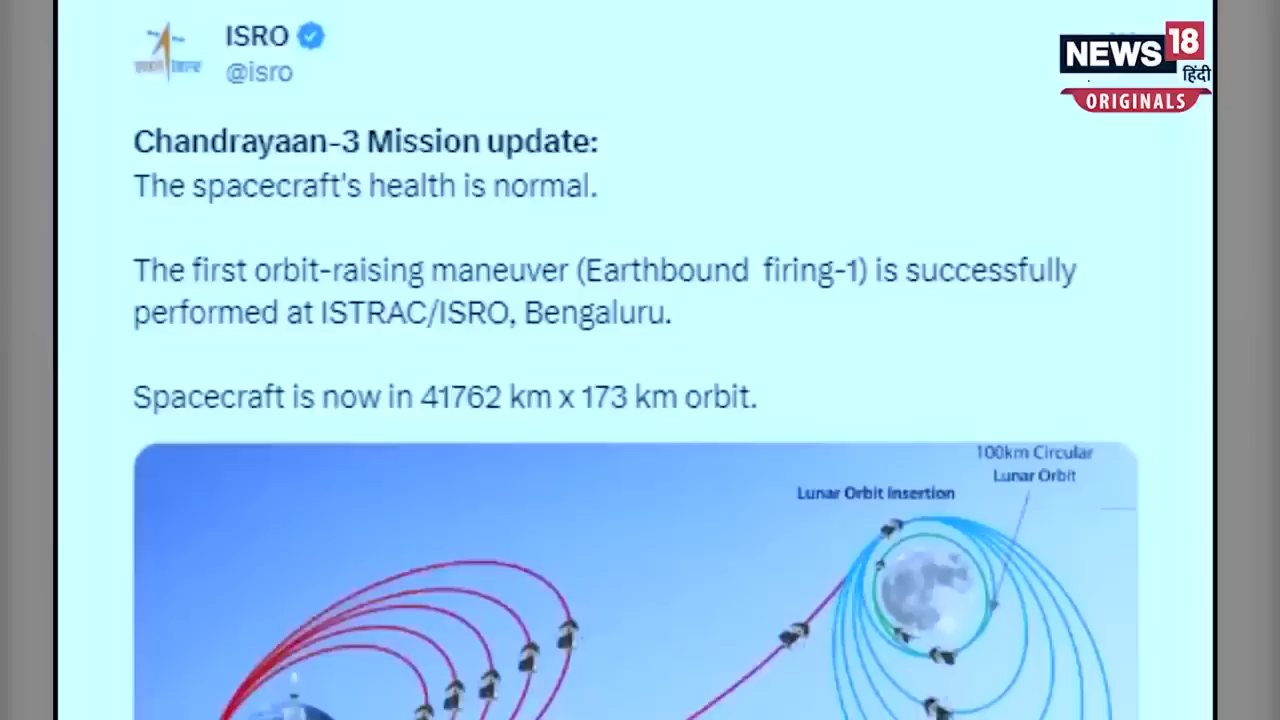 ISRO
@isro
NEWS 18
हिंदी
ORIGINALS
Chandrayaan-3 Mission update:
The spacecraft's health is normal.
The first orbit-raising maneuver (Earthbound firing-1) is successfully
performed at ISTRAC/ISRO, Bengaluru.
Spacecraft is now in 41762 km x 173 km orbit.
100km Circular
Lunar Orbit
Lunar Orbit Insertion